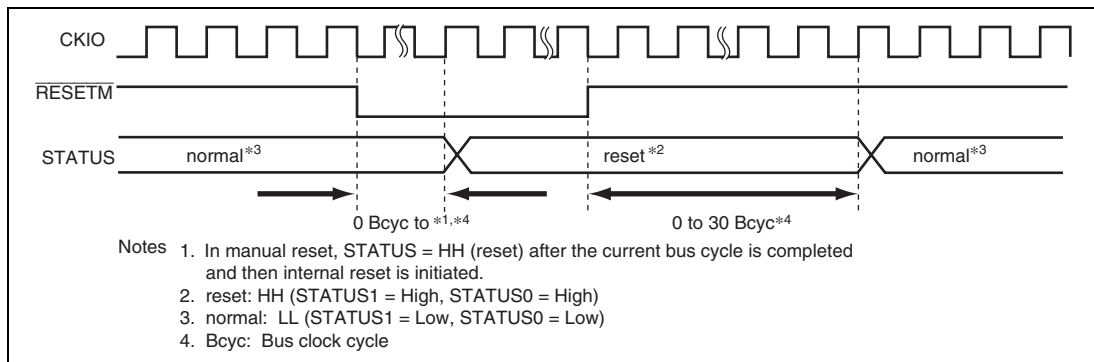 CKIO
RESETM
STATUS
normal*3
reset*2
normal*3
0 Bcyc to *1,*4
0 to 30 Bcyc*4
Notes 1. In manual reset, STATUS = HH (reset) after the current bus cycle is completed
and then internal reset is initiated.
2. reset: HH (STATUS1 = High, STATUS0 = High)
3. normal: LL (STATUS1 = Low, STATUS0 = Low)
4. Bcyc: Bus clock cycle